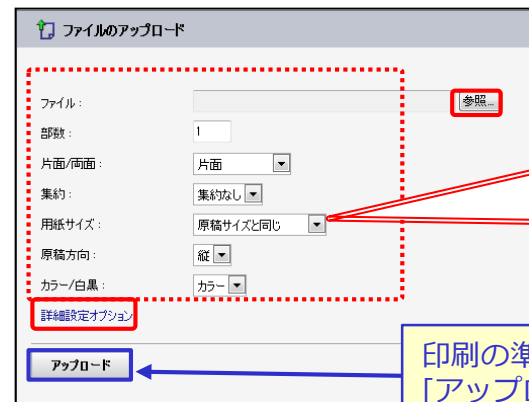 ファイルのアップロード
ファイル：
参照...
部数：
1
片面/両面：
片面
集約：
集約なし
用紙サイズ：
原稿サイズと同じ
原稿方向：
縦
カラー/白黒：
カラー
詳細設定オプション
アップロード
印刷の準
[アップロ